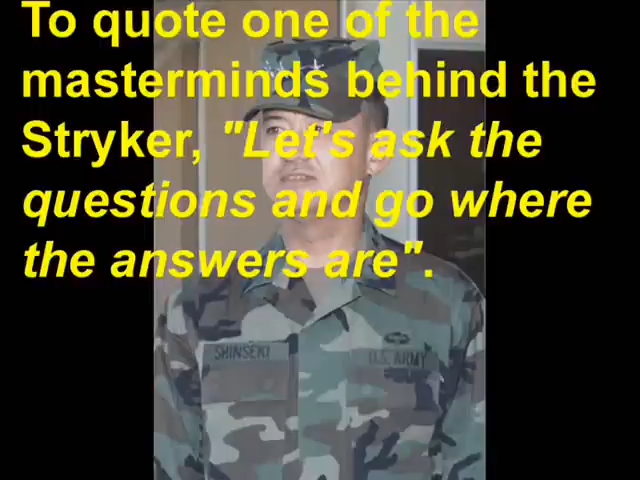 To quote one of the
masterminds behind the
Stryker, "Let's ask the
questions and go where
the answers are".
SHINSEKI
U.S. ARMY